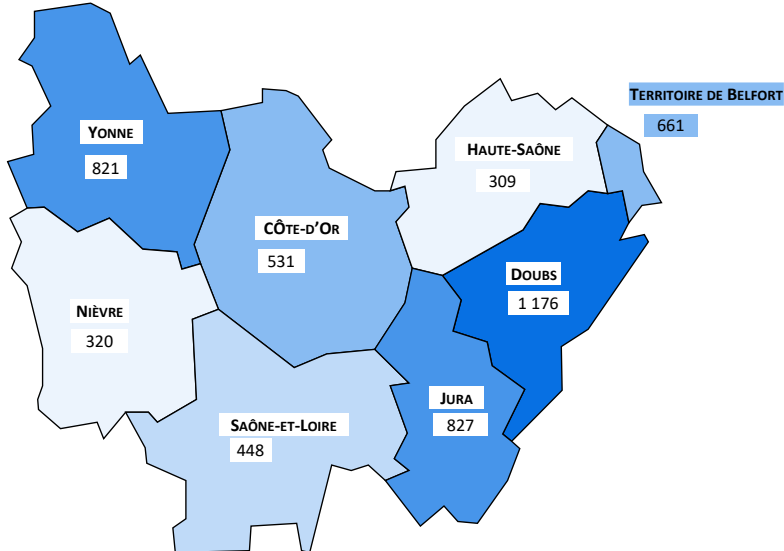 TERRITOIRE DE BELFORT
661
YONNE
821
HAUTE-SAÔNE
309
CÔTE-D'OR
531
DOUBS
1 176
NIÈVRE
320
JURA
827
SAÔNE-ET-LOIRE
448